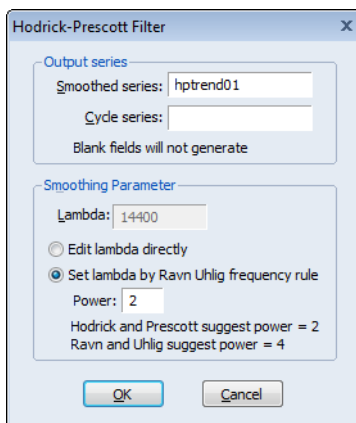 Hodrick-Prescott Filter x
Output series
Smoothed series: hptrend01
Cycle series:
Blank fields will not generate
Smoothing Parameter
Lambda: 14400
Edit lambda directly
Set lambda by Ravn Uhlig frequency rule
Power: 2
Hodrick and Prescott suggest power = 2
Ravn and Uhlig suggest power = 4
OK Cancel